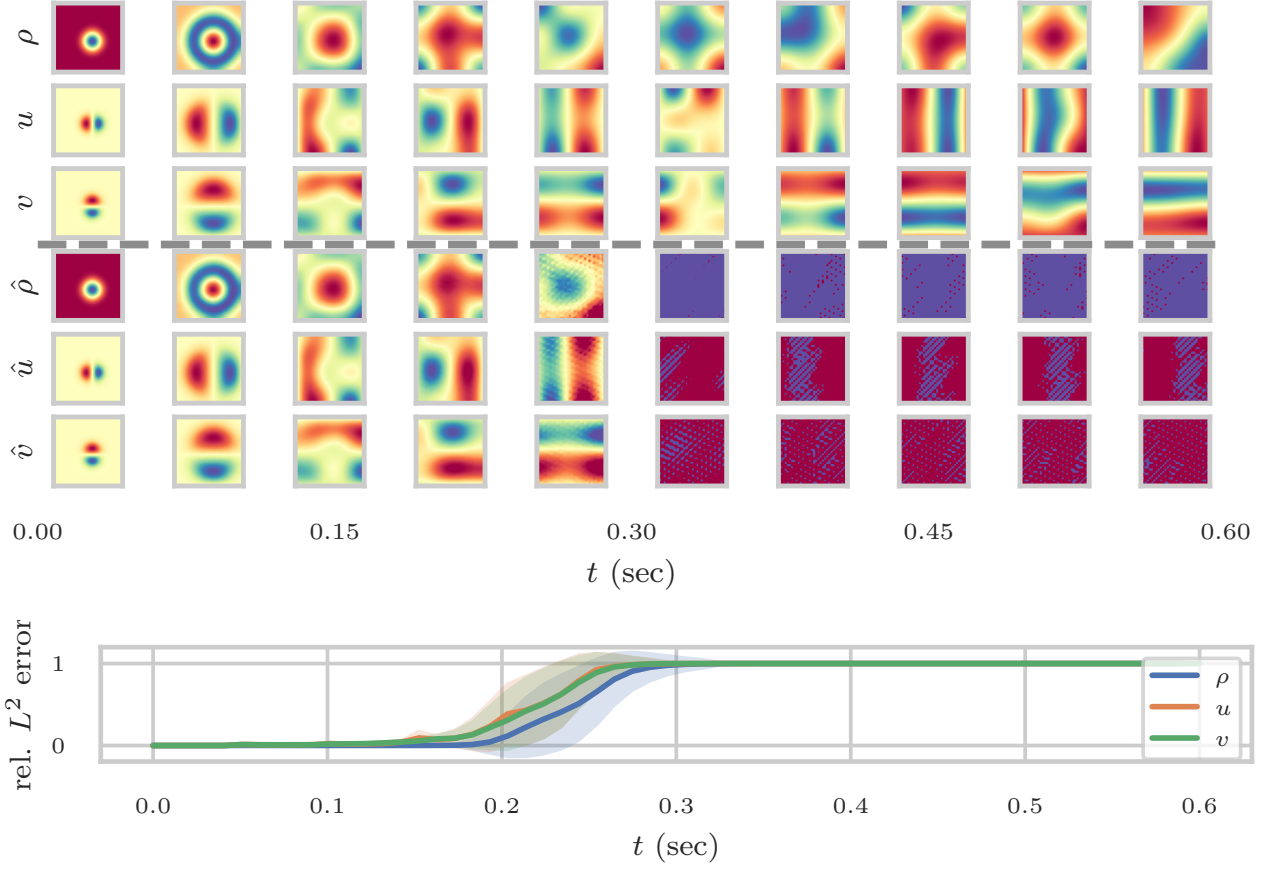 ρ
u
v
ρ̂
û
v̂
0.00 0.15 0.30 0.45 0.60
t (sec)
rel. L² error
1
0
ρ
u
v
0.0 0.1 0.2 0.3 0.4 0.5 0.6
t (sec)